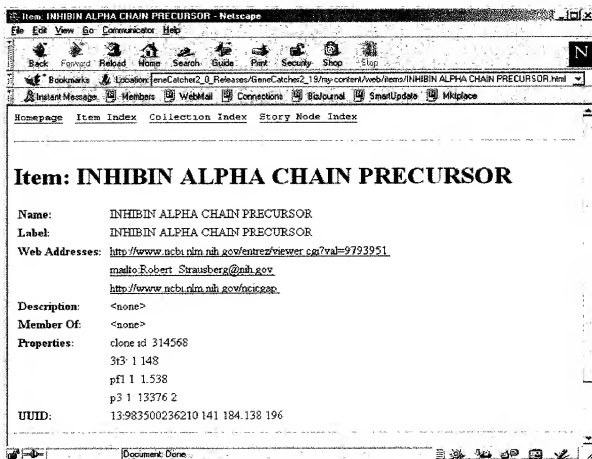 Item: INHIBIN ALPHA CHAIN PRECURSOR - Netscape
File Edit View Go Communicator Help
Back Forward Reload Home Search Guide Print Security Shop Stop
Bookmarks Location: eneCatcher2_0_Releases/GeneCatcher2_19/my-content/web/items/INHIBIN ALPHA CHAIN PRECURSOR.html
Instant Message Members WebMail Connections BizJournal SmartUpdate Mktplace
Homepage Item Index Collection Index Story Node Index
Item: INHIBIN ALPHA CHAIN PRECURSOR
Name: INHIBIN ALPHA CHAIN PRECURSOR
Label: INHIBIN ALPHA CHAIN PRECURSOR
Web Addresses: http://www.ncbi.nlm.nih.gov/entrez/viewer.cgi?val=9793951
mailto:Robert_Strausberg@nih.gov
http://www.ncbi.nlm.nih.gov/ncicgap
Description: <none>
Member Of: <none>
Properties: clone id 314568
3t3 1 148
pf1 1 1.538
p3 1 13376 2
UUID: 13:983500236210 141 184.138 196
Document: Done